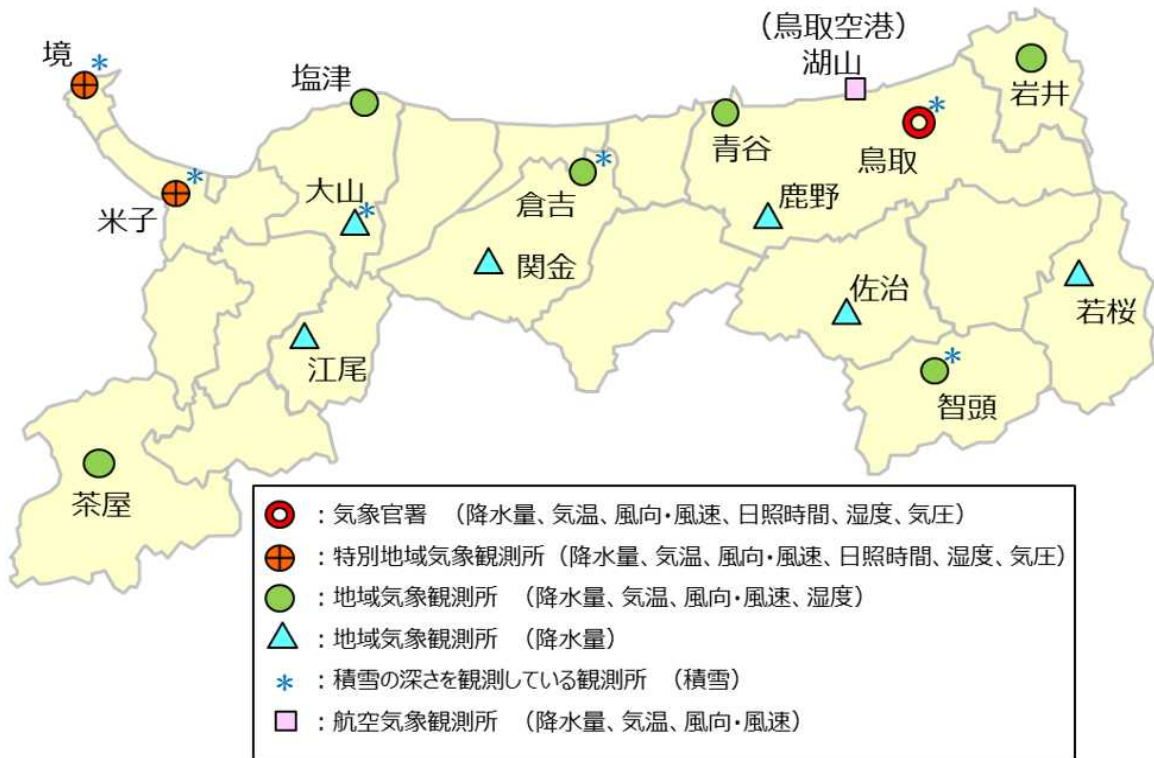 (鳥取空港)
境*
湖山
岩井
塩津
*
青谷
鳥取
*
米子
大山
*
倉吉
*
鹿野
関金
佐治
若桜
江尾
*
智頭
茶屋
:気象官署 (降水量、気温、風向・風速、日照時間、湿度、気圧)
:特別地域気象観測所(降水量、気温、風向・風速、日照時間、湿度、気圧)
:地域気象観測所 (降水量、気温、風向・風速、湿度)
:地域気象観測所 (降水量)
* :積雪の深さを観測している観測所 (積雪)
:航空気象観測所 (降水量、気温、風向・風速)